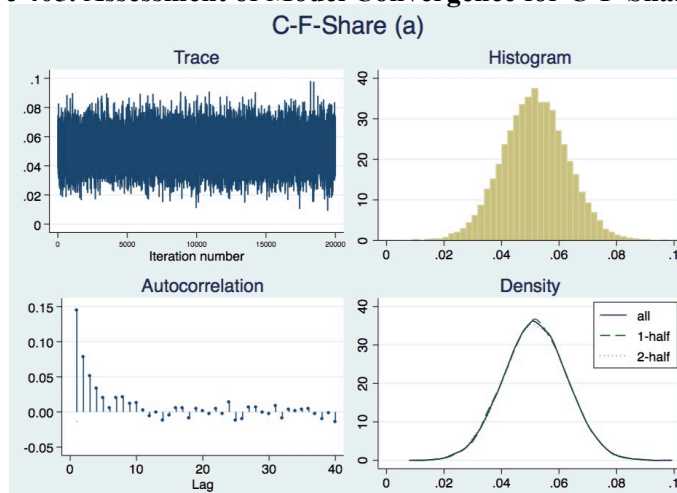 C-F-Share (a)
Trace
.1
.08
.06
.04
.02
0
0 5000 10000 15000 20000
Iteration number
Histogram
40
30
20
10
0
0 .02 .04 .06 .08 .1
Autocorrelation
0.15
0.10
0.05
0.00
-0.05
0 10 20 30 40
Lag
Density
40
30
20
10
0
all
1-half
2-half
0 .02 .04 .06 .08 .1